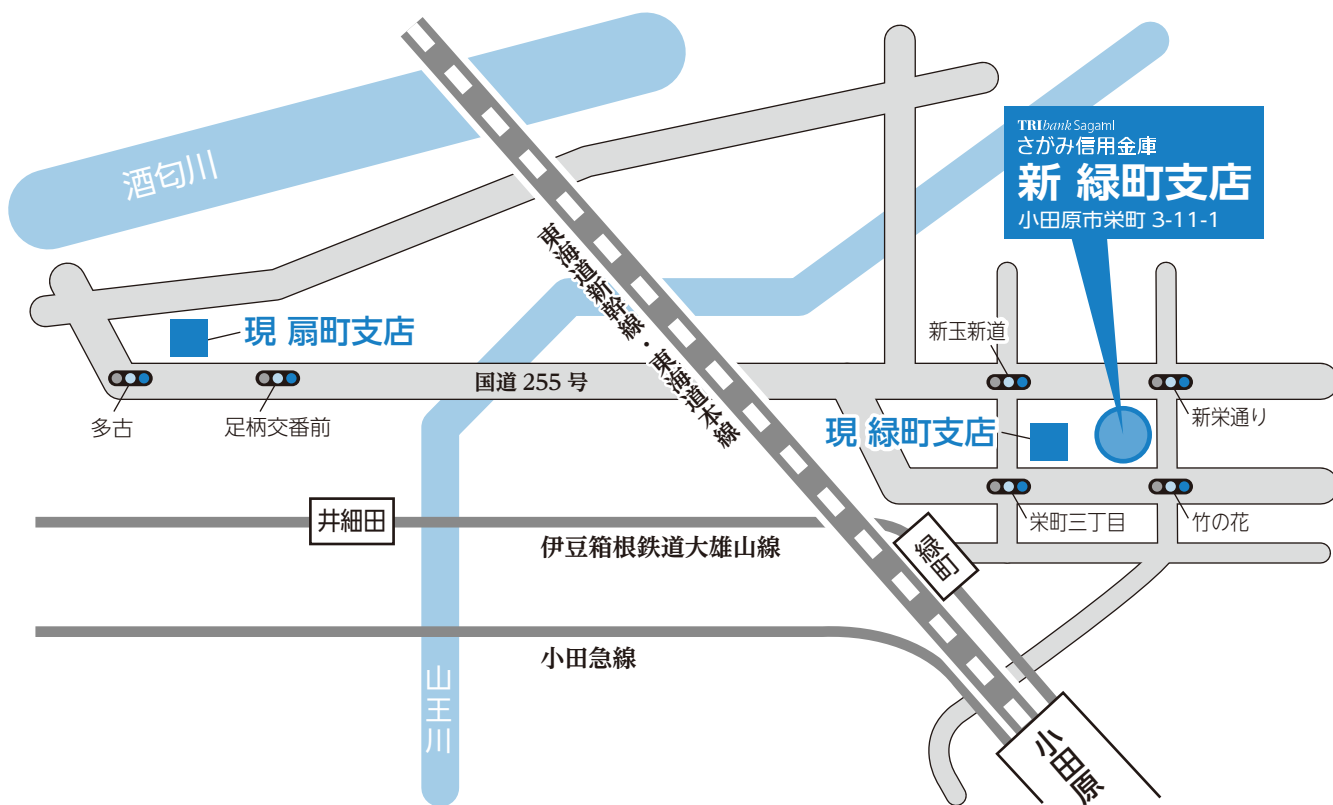 酒匂川
TRIbank Sagami
さがみ信用金庫
新 緑町支店
小田原市栄町 3-11-1
東海道新幹線・東海道本線
現 扇町支店
新玉新道
国道 255 号
多古
足柄交番前
現 緑町支店
新栄通り
井細田
栄町三丁目
竹の花
伊豆箱根鉄道大雄山線
緑町
小田急線
山王川
小田原